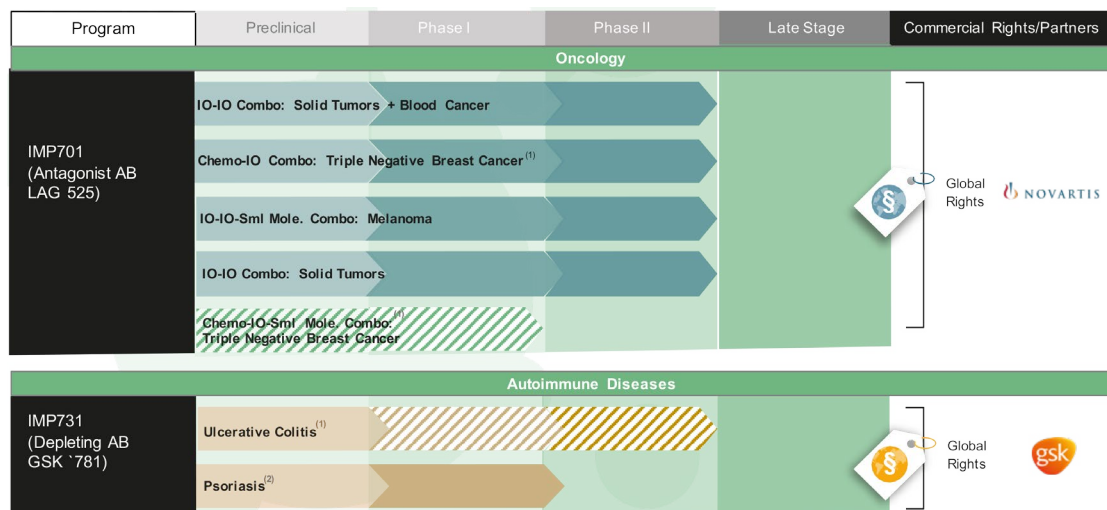 Program
Preclinical
Phase I
Phase II
Late Stage
Commercial Rights/Partners
Oncology
IMP701
(Antagonist AB
LAG 525)
IO-IO Combo: Solid Tumors + Blood Cancer
Chemo-IO Combo: Triple Negative Breast Cancer(1)
IO-IO-Sml Mole. Combo: Melanoma
IO-IO Combo: Solid Tumors
Chemo-IO-Sml Mole. Combo:(1)
Triple Negative Breast Cancer
§
Global
Rights
NOVARTIS
Autoimmune Diseases
IMP731
(Depleting AB
GSK `781)
Ulcerative Colitis(1)
Psoriasis(2)
§
Global
Rights
gsk